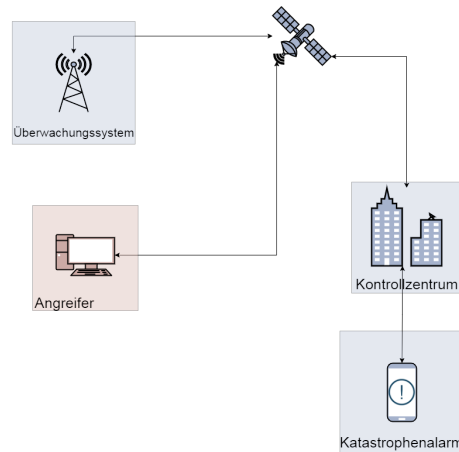 Überwachungssystem
Angreifer
Kontrollzentrum
Katastrophenalarm